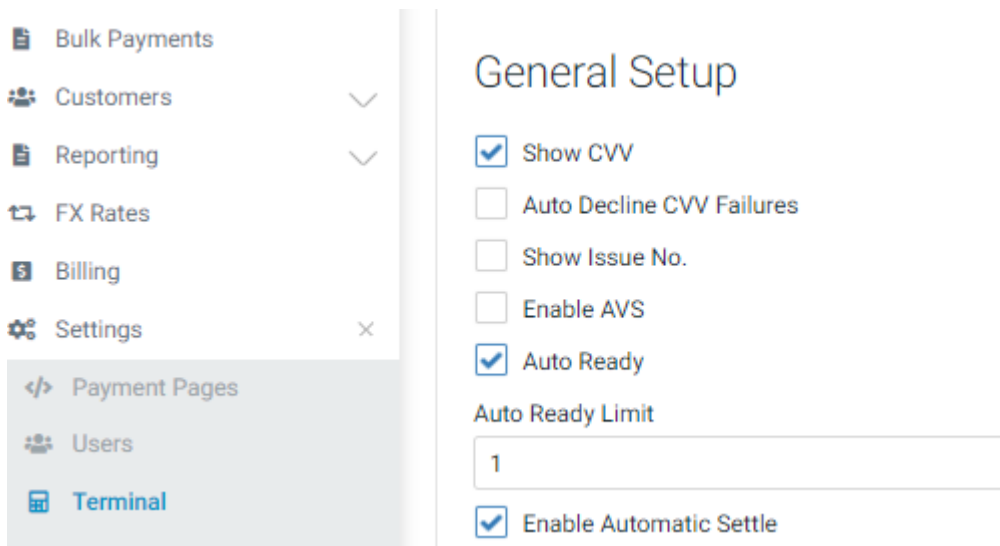 Bulk Payments
Customers
Reporting
FX Rates
Billing
Settings
Payment Pages
Users
Terminal
General Setup
Show CVV
Auto Decline CVV Failures
Show Issue No.
Enable AVS
Auto Ready
Auto Ready Limit
1
Enable Automatic Settle